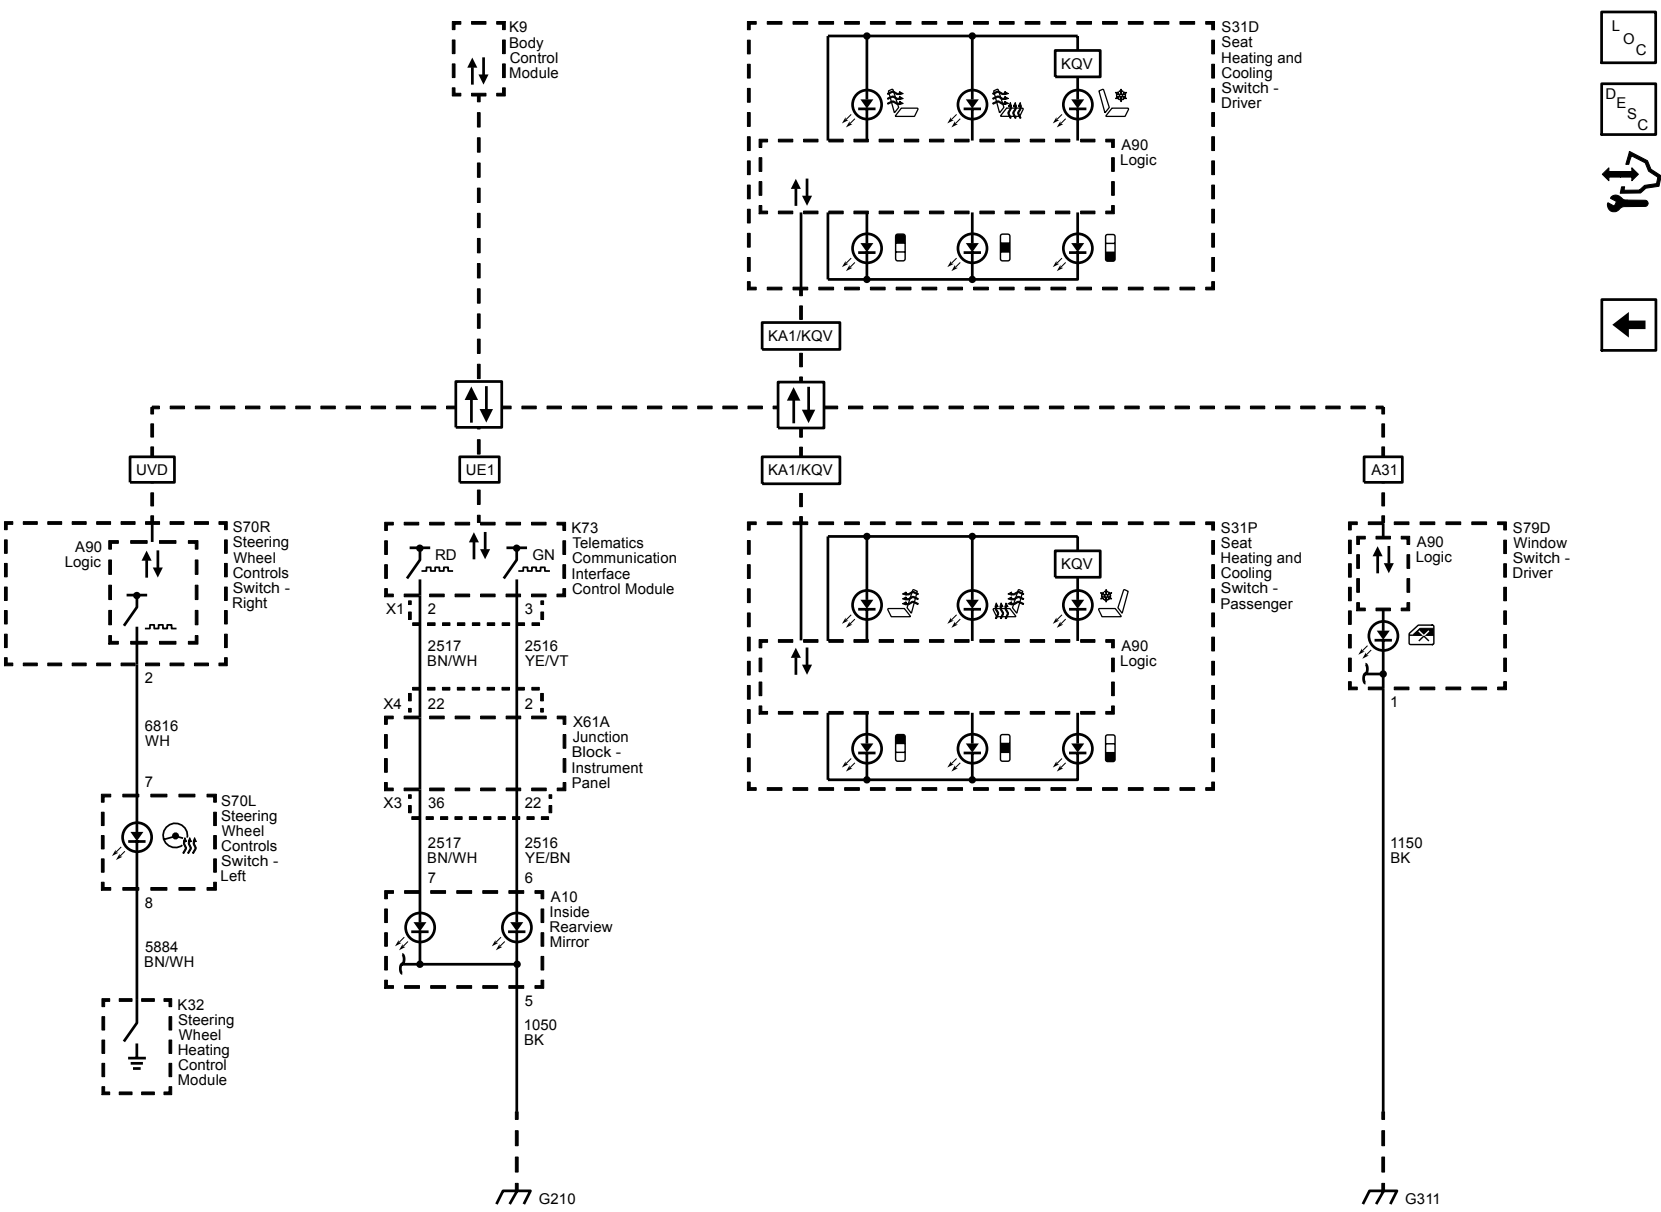 K9
Body
Control
Module
S31D
Seat
Heating and
Cooling
Switch -
Driver
KQV
A90
Logic
KA1/KQV
LOC
DESC
UVD
UE1
KA1/KQV
A31
S70R
Steering
Wheel
Controls
Switch -
Right
A90
Logic
2
6816
WH
7
S70L
Steering
Wheel
Controls
Switch -
Left
8
5884
BN/WH
K32
Steering
Wheel
Heating
Control
Module
K73
Telematics
Communication
Interface
Control Module
RD
GN
X1 2 3
2517
BN/WH
2516
YE/VT
X4 22 2
X61A
Junction
Block -
Instrument
Panel
X3 36 22
2517
BN/WH
2516
YE/BN
7 6
A10
Inside
Rearview
Mirror
5
1050
BK
G210
S31P
Seat
Heating and
Cooling
Switch -
Passenger
KQV
A90
Logic
S79D
Window
Switch -
Driver
A90
Logic
1
1150
BK
G311